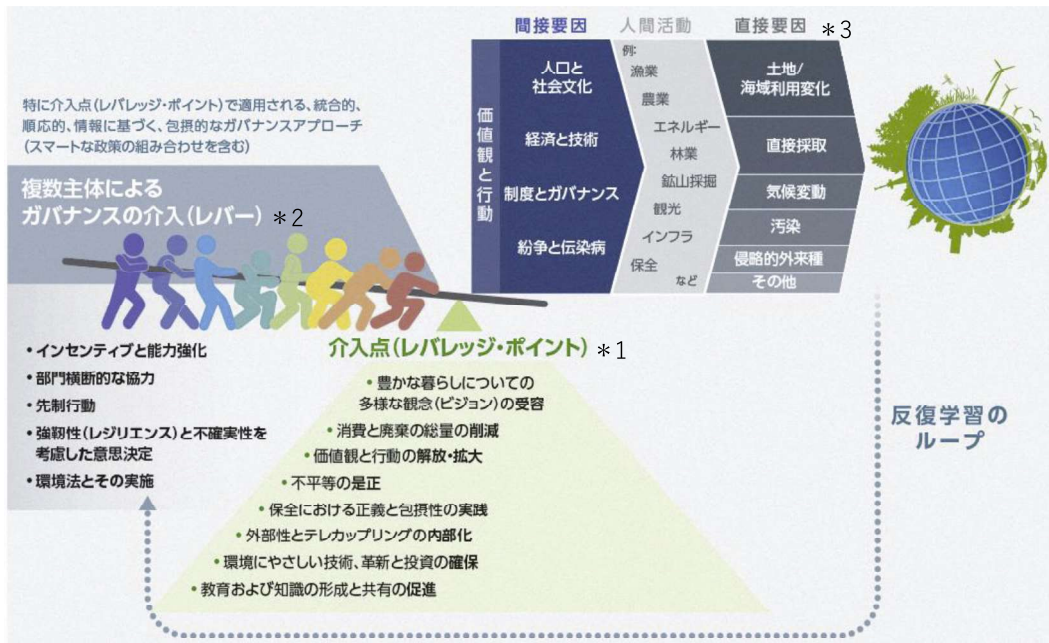 間接要因
人間活動
直接要因 *3
価値観と行動
人口と
社会文化
経済と技術
制度とガバナンス
紛争と伝染病
例:
漁業
農業
エネルギー
林業
鉱山採掘
観光
インフラ
保全
など
土地/
海域利用変化
直接採取
気候変動
汚染
侵略的外来種
その他
特に介入点(レバレッジ・ポイント)で適用される、統合的、
順応的、情報に基づく、包摂的なガバナンスアプローチ
(スマートな政策の組み合わせを含む)
複数主体による
ガバナンスの介入(レバー) *2
・インセンティブと能力強化
・部門横断的な協力
・先制行動
・強靭性(レジリエンス)と不確実性を
考慮した意思決定
・環境法とその実施
介入点(レバレッジ・ポイント) *1
・豊かな暮らしについての
多様な観念(ビジョン)の受容
・消費と廃棄の総量の削減
・価値観と行動の解放・拡大
・不平等の是正
・保全における正義と包摂性の実践
・外部性とテレカップリングの内部化
・環境にやさしい技術、革新と投資の確保
・教育および知識の形成と共有の促進
反復学習の
ループ